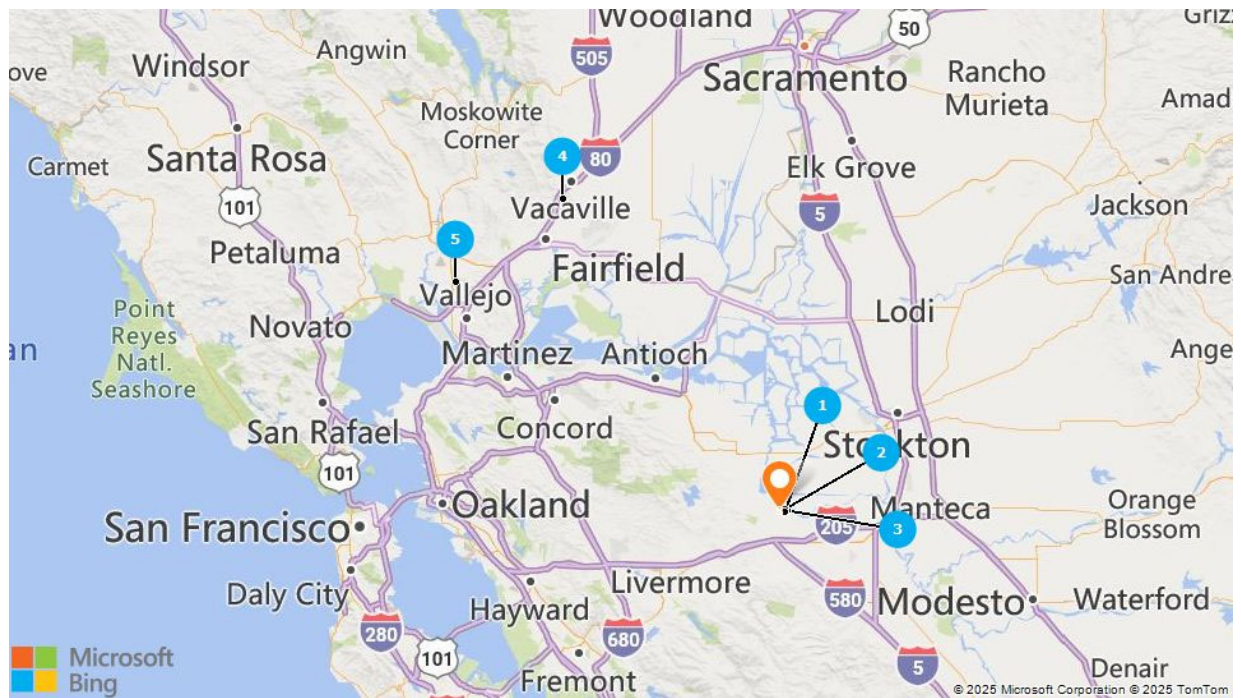 Woodland
Griz
50
Angwin
505
ove
Windsor
Sacramento
Rancho
Murieta
Amad
Moskowite
Corner
4
80
Carmet
Santa Rosa
Elk Grove
101
Vacaville
5
Jackson
5
Petaluma
Fairfield
San Andrea
Vallejo
Point
Reyes
Natl.
Seashore
Novato
Lodi
an
Martinez
Antioch
Ange
1
San Rafael
Concord
Stockton
2
101
Oakland
Manteca
Orange
Blossom
San Francisco
205
3
Daly City
Livermore
580
Modesto
Waterford
Hayward
280
680
101
5
Microsoft
Bing
Fremont
Denair
© 2025 Microsoft Corporation © 2025 TomTom